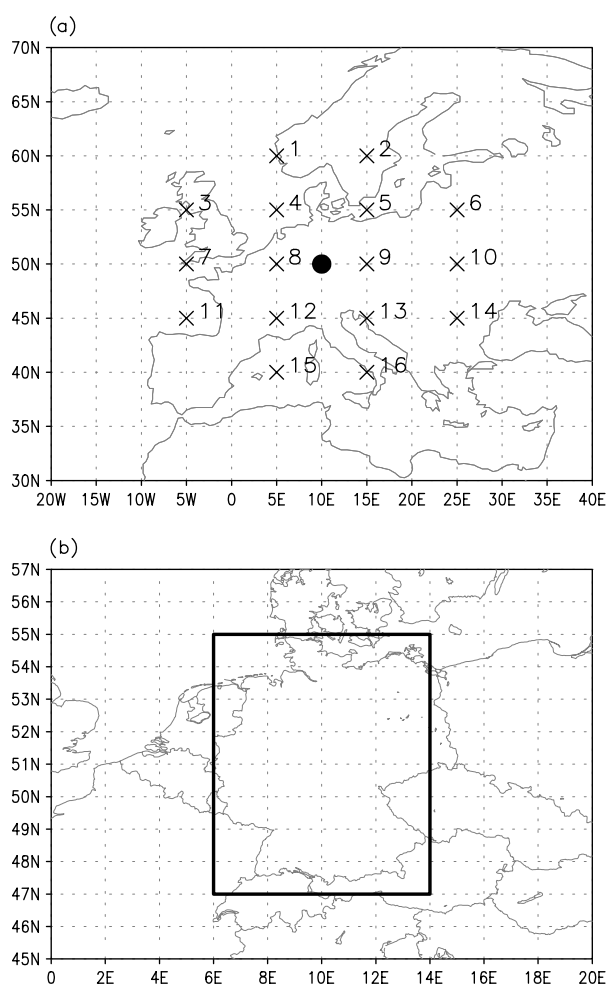 (a)
70N
65N
1 2
60N
3 4 5 6
55N
7 8 9 10
50N
11 12 13 14
45N
15 16
40N
35N
30N
20W 15W 10W 5W 0 5E 10E 15E 20E 25E 30E 35E 40E
(b)
57N
56N
55N
54N
53N
52N
51N
50N
49N
48N
47N
46N
45N
0 2E 4E 6E 8E 10E 12E 14E 16E 18E 20E